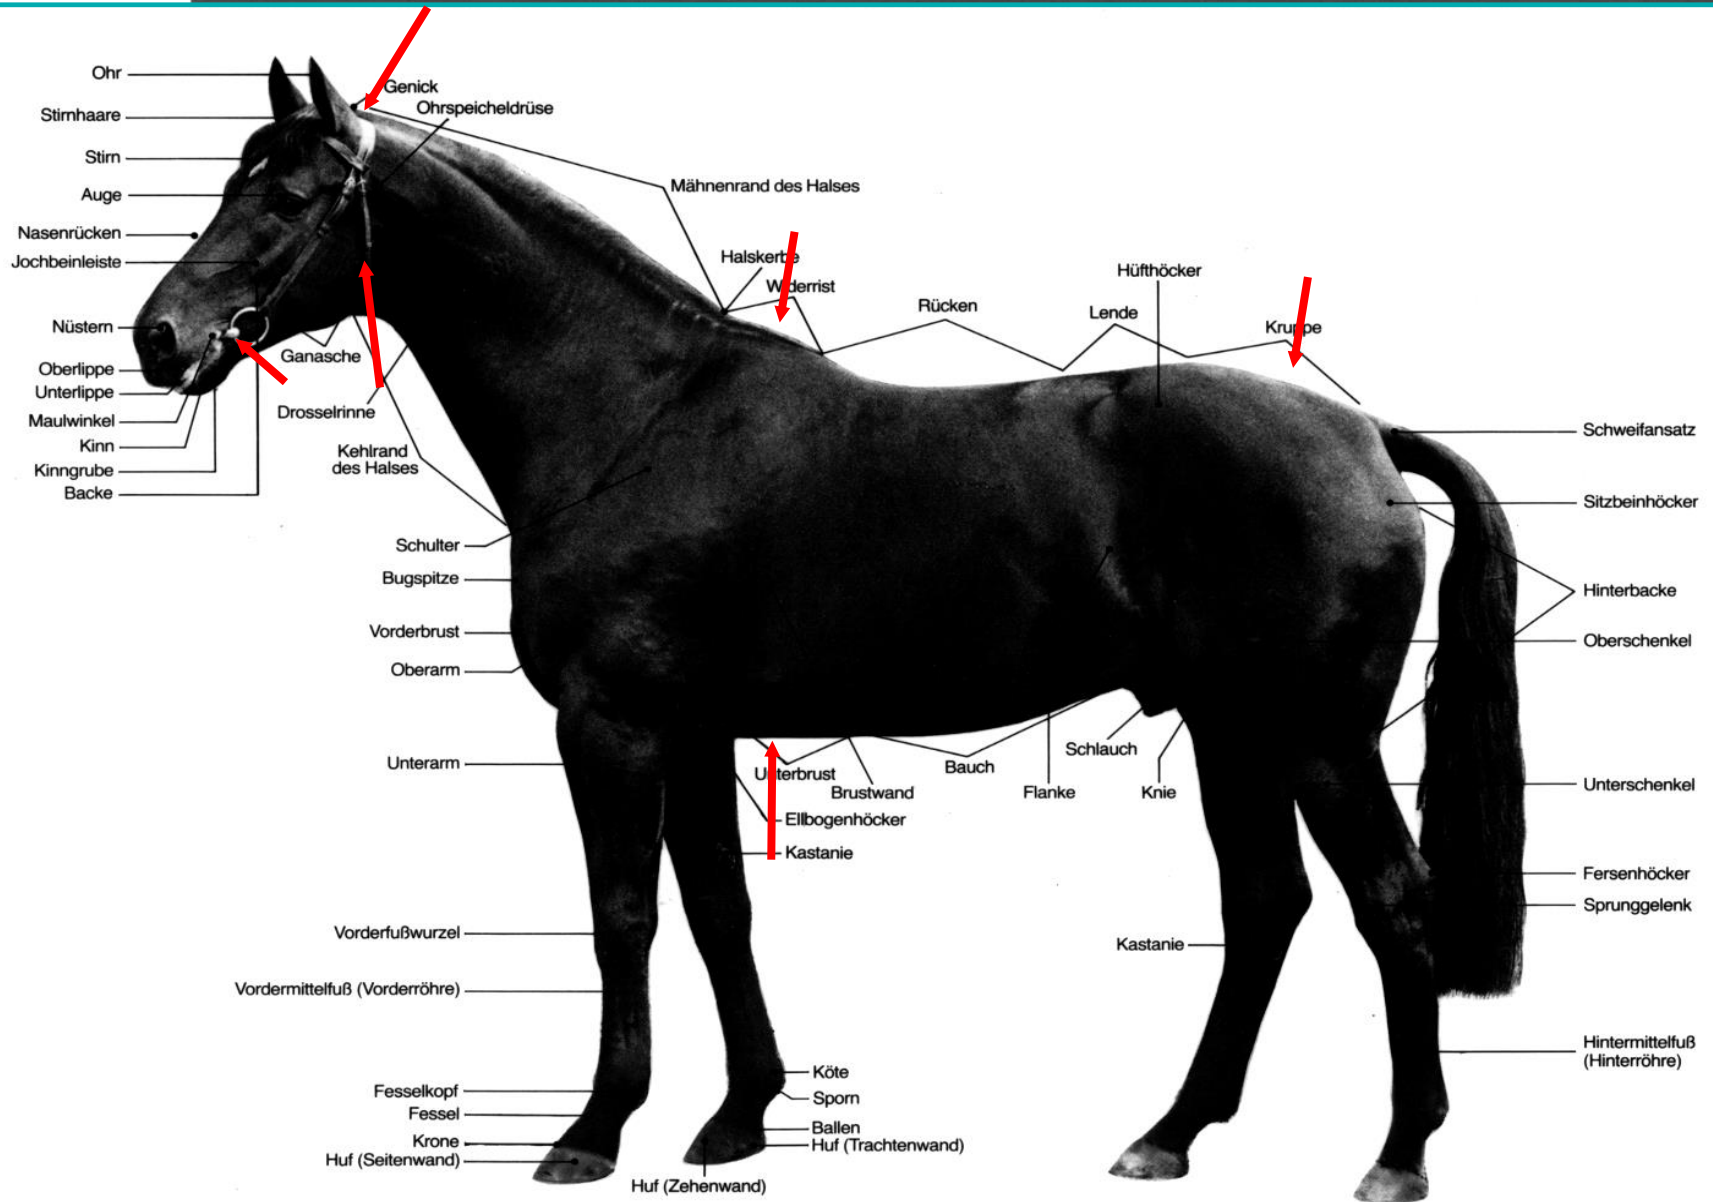 Ohr
Stirnhaare
Stirn
Auge
Nasenrücken
Jochbeinleiste
Nüstern
Oberlippe
Unterlippe
Maulwinkel
Kinn
Kinngrube
Backe
Genick
Ohrspeicheldrüse
Mähnenrand des Halses
Halskerbe
Widerrist
Rücken
Lende
Hüfthöcker
Kruppe
Ganasche
Drosselrinne
Kehlrand
des Halses
Schulter
Bugspitze
Vorderbrust
Oberarm
Unterarm
Vorderfußwurzel
Vordermittelfuß (Vorderröhre)
Fesselkopf
Fessel
Krone
Huf (Seitenwand)
Unterbrust
Brustwand
Ellbogenhöcker
Kastanie
Bauch
Flanke
Schlauch
Knie
Kastanie
Köte
Sporn
Ballen
Huf (Trachtenwand)
Huf (Zehenwand)
Schweifansatz
Sitzbeinhöcker
Hinterbacke
Oberschenkel
Unterschenkel
Fersenhöcker
Sprunggelenk
Hintermittelfuß
(Hinterröhre)